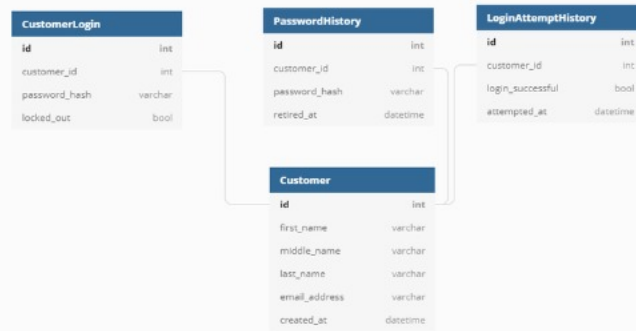 CustomerLogin
id int
customer_id int
password_hash varchar
locked_out bool
PasswordHistory
id int
customer_id int
password_hash varchar
retired_at datetime
LoginAttemptHistory
id int
customer_id int
login_successful bool
attempted_at datetime
Customer
id int
first_name varchar
middle_name varchar
last_name varchar
email_address varchar
created_at datetime